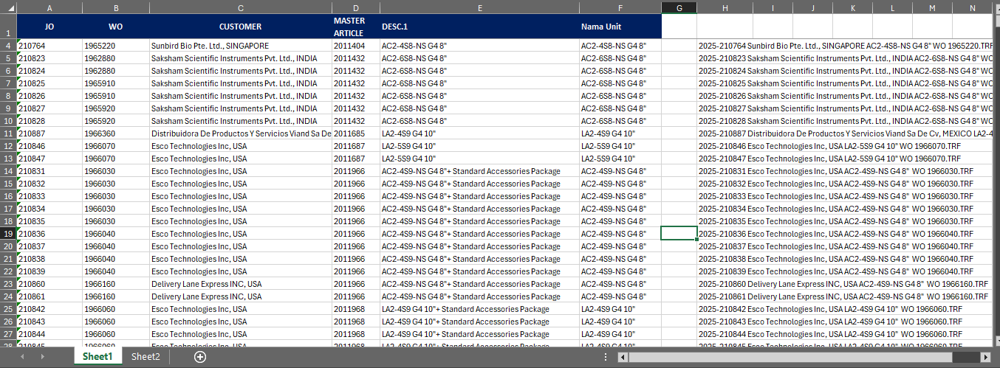 A B C D E F G H I J K L M N
1 JO WO CUSTOMER MASTER ARTICLE DESC.1 Nama Unit
4 210764 1965220 Sunbird Bio Pte. Ltd., SINGAPORE 2011404 AC2-4S8-NS G4 8" AC2-4S8-NS G4 8" 2025-210764 Sunbird Bio Pte. Ltd., SINGAPORE AC2-4S8-NS G4 8" WO 1965220.TRF
5 210823 1962880 Saksham Scientific Instruments Pvt. Ltd., INDIA 2011432 AC2-6S8-NS G4 8" AC2-6S8-NS G4 8" 2025-210823 Saksham Scientific Instruments Pvt. Ltd., INDIA AC2-6S8-NS G4 8" WO
6 210824 1962880 Saksham Scientific Instruments Pvt. Ltd., INDIA 2011432 AC2-6S8-NS G4 8" AC2-6S8-NS G4 8" 2025-210824 Saksham Scientific Instruments Pvt. Ltd., INDIA AC2-6S8-NS G4 8" WO
7 210825 1965910 Saksham Scientific Instruments Pvt. Ltd., INDIA 2011432 AC2-6S8-NS G4 8" AC2-6S8-NS G4 8" 2025-210825 Saksham Scientific Instruments Pvt. Ltd., INDIA AC2-6S8-NS G4 8" WO
8 210826 1965910 Saksham Scientific Instruments Pvt. Ltd., INDIA 2011432 AC2-6S8-NS G4 8" AC2-6S8-NS G4 8" 2025-210826 Saksham Scientific Instruments Pvt. Ltd., INDIA AC2-6S8-NS G4 8" WO
9 210827 1965920 Saksham Scientific Instruments Pvt. Ltd., INDIA 2011432 AC2-6S8-NS G4 8" AC2-6S8-NS G4 8" 2025-210827 Saksham Scientific Instruments Pvt. Ltd., INDIA AC2-6S8-NS G4 8" WO
10 210828 1965920 Saksham Scientific Instruments Pvt. Ltd., INDIA 2011432 AC2-6S8-NS G4 8" AC2-6S8-NS G4 8" 2025-210828 Saksham Scientific Instruments Pvt. Ltd., INDIA AC2-6S8-NS G4 8" WO
11 210887 1966360 Distribuidora De Productos Y Servicios Viand Sa De 2011685 LA2-4S9 G4 10" LA2-4S9 G4 10" 2025-210887 Distribuidora De Productos Y Servicios Viand Sa De Cv, MEXICO LA2-4
12 210846 1966070 Esco Technologies Inc, USA 2011687 LA2-5S9 G4 10" LA2-5S9 G4 10" 2025-210846 Esco Technologies Inc, USA LA2-5S9 G4 10" WO 1966070.TRF
13 210847 1966070 Esco Technologies Inc, USA 2011687 LA2-5S9 G4 10" LA2-5S9 G4 10" 2025-210847 Esco Technologies Inc, USA LA2-5S9 G4 10" WO 1966070.TRF
14 210831 1966030 Esco Technologies Inc, USA 2011966 AC2-4S9-NS G4 8"+ Standard Accessories Package AC2-4S9-NS G4 8" 2025-210831 Esco Technologies Inc, USA AC2-4S9-NS G4 8" WO 1966030.TRF
15 210832 1966030 Esco Technologies Inc, USA 2011966 AC2-4S9-NS G4 8"+ Standard Accessories Package AC2-4S9-NS G4 8" 2025-210832 Esco Technologies Inc, USA AC2-4S9-NS G4 8" WO 1966030.TRF
16 210833 1966030 Esco Technologies Inc, USA 2011966 AC2-4S9-NS G4 8"+ Standard Accessories Package AC2-4S9-NS G4 8" 2025-210833 Esco Technologies Inc, USA AC2-4S9-NS G4 8" WO 1966030.TRF
17 210834 1966030 Esco Technologies Inc, USA 2011966 AC2-4S9-NS G4 8"+ Standard Accessories Package AC2-4S9-NS G4 8" 2025-210834 Esco Technologies Inc, USA AC2-4S9-NS G4 8" WO 1966030.TRF
18 210835 1966030 Esco Technologies Inc, USA 2011966 AC2-4S9-NS G4 8"+ Standard Accessories Package AC2-4S9-NS G4 8" 2025-210835 Esco Technologies Inc, USA AC2-4S9-NS G4 8" WO 1966030.TRF
19 210836 1966040 Esco Technologies Inc, USA 2011966 AC2-4S9-NS G4 8"+ Standard Accessories Package AC2-4S9-NS G4 8" 2025-210836 Esco Technologies Inc, USA AC2-4S9-NS G4 8" WO 1966040.TRF
20 210837 1966040 Esco Technologies Inc, USA 2011966 AC2-4S9-NS G4 8"+ Standard Accessories Package AC2-4S9-NS G4 8" 2025-210837 Esco Technologies Inc, USA AC2-4S9-NS G4 8" WO 1966040.TRF
21 210838 1966040 Esco Technologies Inc, USA 2011966 AC2-4S9-NS G4 8"+ Standard Accessories Package AC2-4S9-NS G4 8" 2025-210838 Esco Technologies Inc, USA AC2-4S9-NS G4 8" WO 1966040.TRF
22 210839 1966040 Esco Technologies Inc, USA 2011966 AC2-4S9-NS G4 8"+ Standard Accessories Package AC2-4S9-NS G4 8" 2025-210839 Esco Technologies Inc, USA AC2-4S9-NS G4 8" WO 1966040.TRF
23 210860 1966160 Delivery Lane Express INC, USA 2011966 AC2-4S9-NS G4 8"+ Standard Accessories Package AC2-4S9-NS G4 8" 2025-210860 Delivery Lane Express INC, USA AC2-4S9-NS G4 8" WO 1966160.TRF
24 210861 1966160 Delivery Lane Express INC, USA 2011966 AC2-4S9-NS G4 8"+ Standard Accessories Package AC2-4S9-NS G4 8" 2025-210861 Delivery Lane Express INC, USA AC2-4S9-NS G4 8" WO 1966160.TRF
25 210842 1966060 Esco Technologies Inc, USA 2011968 LA2-4S9 G4 10"+ Standard Accessories Package LA2-4S9 G4 10" 2025-210842 Esco Technologies Inc, USA LA2-4S9 G4 10" WO 1966060.TRF
26 210843 1966060 Esco Technologies Inc, USA 2011968 LA2-4S9 G4 10"+ Standard Accessories Package LA2-4S9 G4 10" 2025-210843 Esco Technologies Inc, USA LA2-4S9 G4 10" WO 1966060.TRF
27 210844 1966060 Esco Technologies Inc, USA 2011968 LA2-4S9 G4 10"+ Standard Accessories Package LA2-4S9 G4 10" 2025-210844 Esco Technologies Inc, USA LA2-4S9 G4 10" WO 1966060.TRF
28 210845 1966060 Esco Technologies Inc, USA 2011968 LA2-4S9 G4 10"+ Standard Accessories Package LA2-4S9 G4 10" 2025-210845 Esco Technologies Inc, USA LA2-4S9 G4 10" WO 1966060.TRF
Sheet1 Sheet2